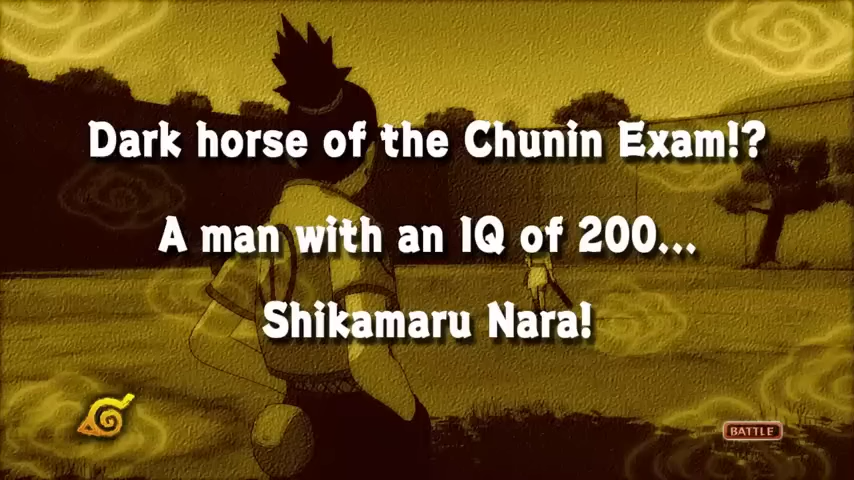 Dark horse of the Chunin Exam!?
A man with an IQ of 200...
Shikamaru Nara!
BATTLE